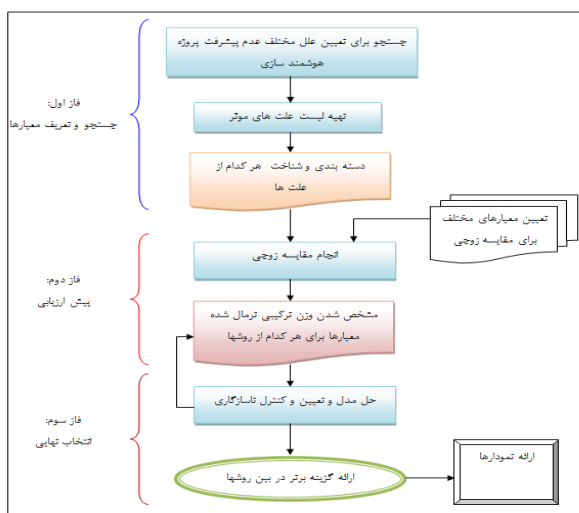 جستجو برای تعیین علل مختلف عدم پیشرفت پروژه
هوشمند سازی
فاز اول:
جستجو و تعریف معیارها
تهیه لیست علت های موثر
دسته بندی و شناخت هر کدام از
علت ها
تعیین معیارهای مختلف
برای مقایسه زوجی
انجام مقایسه زوجی
فاز دوم:
پیش ارزیابی
مشخص شدن وزن ترکیبی نرمال شده
معیارها برای هر کدام از روشها
حل مدل و تعیین و کنترل ناسازگاری
فاز سوم:
انتخاب نهایی
ارائه گزینه برتر در بین روشها
ارائه نمودارها